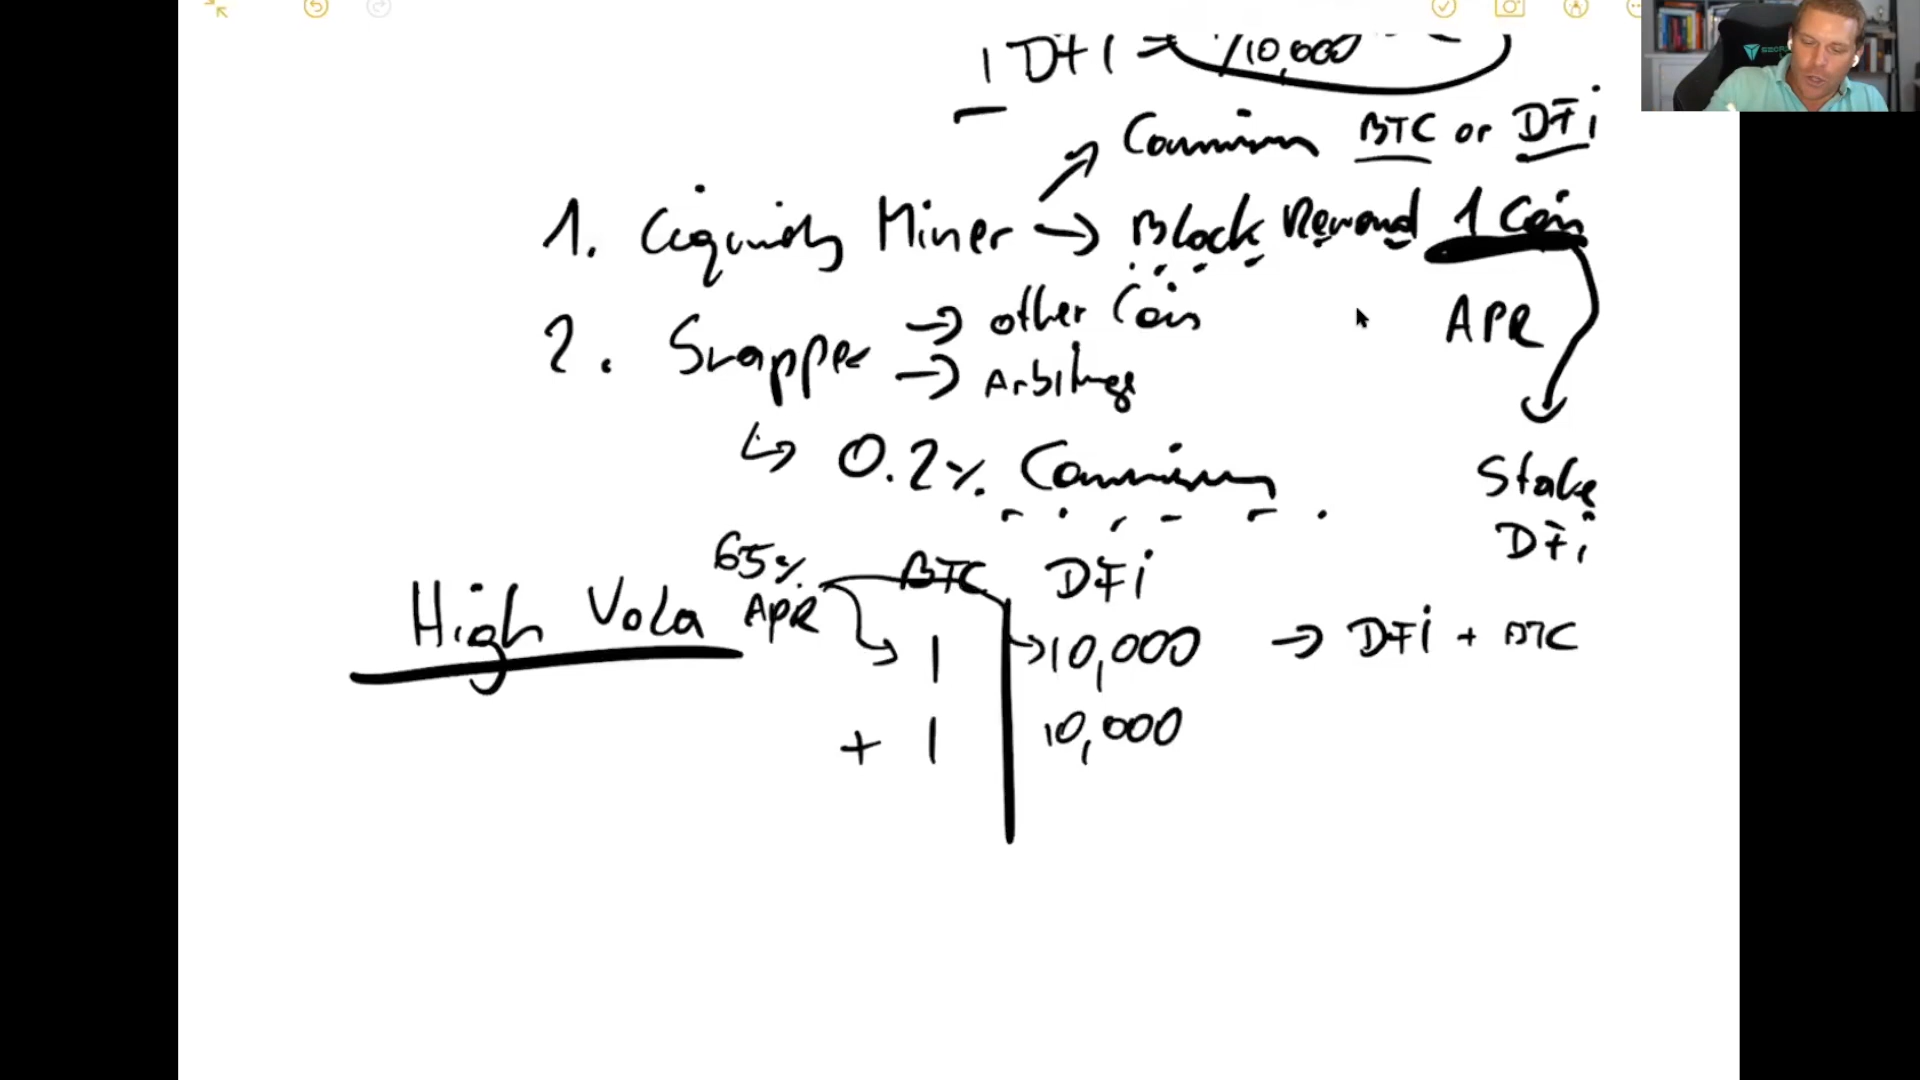 1 DFI = 1/10,000
Commission BTC or DFi
1. Liquidity Miner → Block Reward 1 Coin
2. Swapper → other Coins
APR
→ Arbitrage
↳ 0.2% Commission
Stake
DFi
65%
APR
BTC DFi
High Vola
1 → 10,000 → DFi + BTC
+ 1 10,000